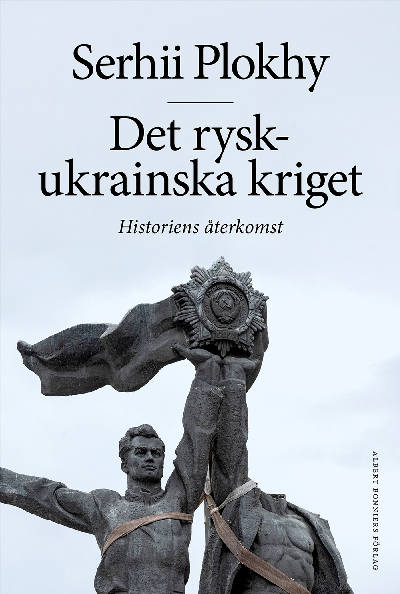 Serhii Plokhy
Det rysk-
ukrainska kriget
Historiens återkomst
ALBERT BONNIERS FÖRLAG